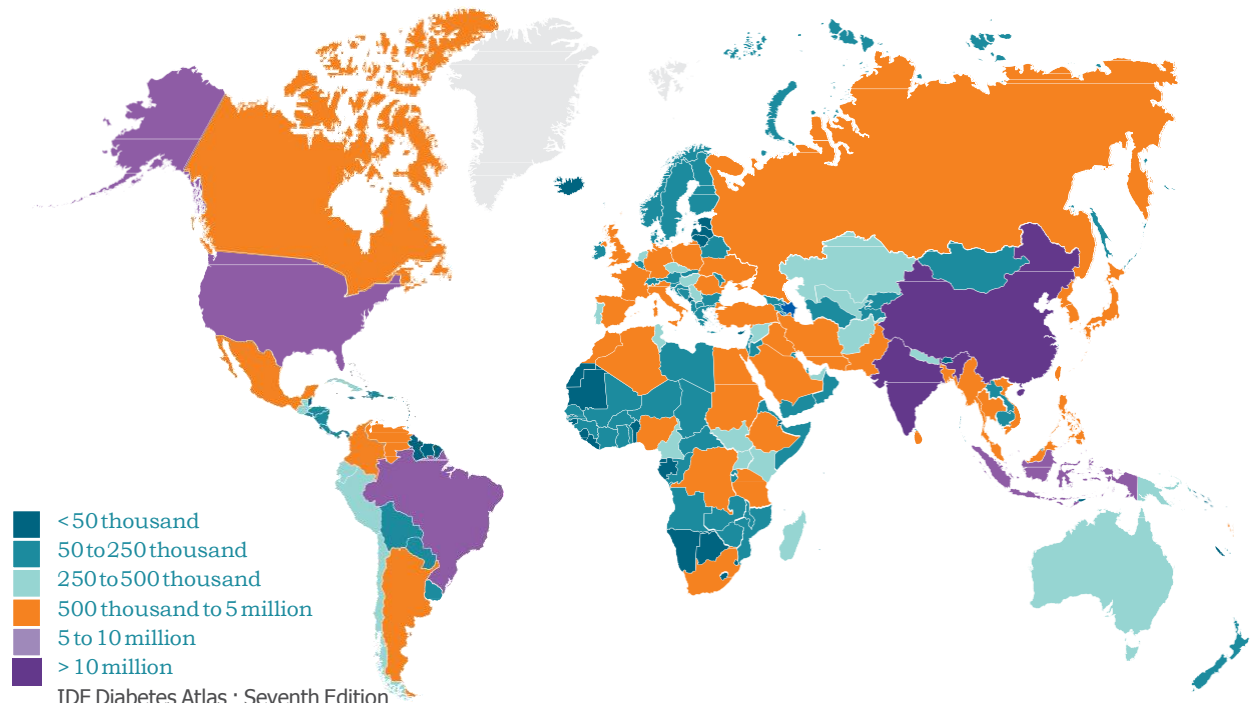 < 50 thousand
50 to 250 thousand
250 to 500 thousand
500 thousand to 5 million
5 to 10 million
> 10 million
IDF Diabetes Atlas · Seventh Edition